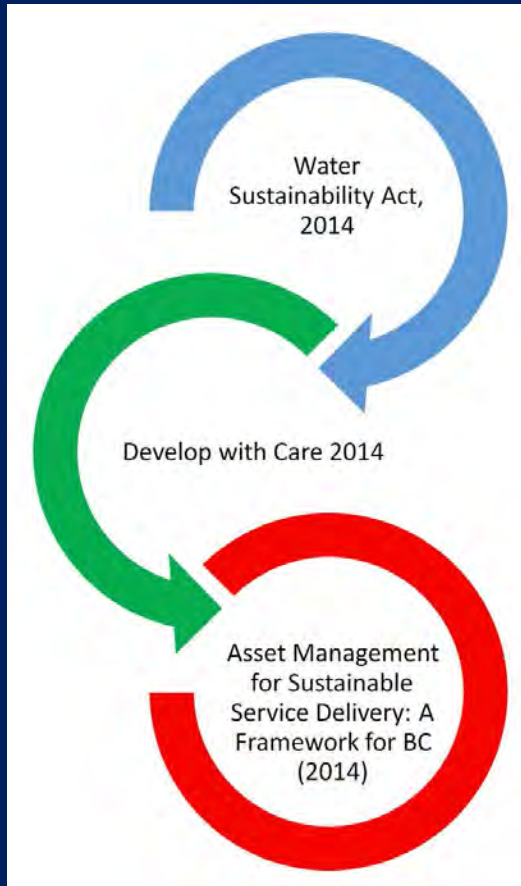 Water
Sustainability Act,
2014
Develop with Care 2014
Asset Management
for Sustainable
Service Delivery: A
Framework for BC
(2014)